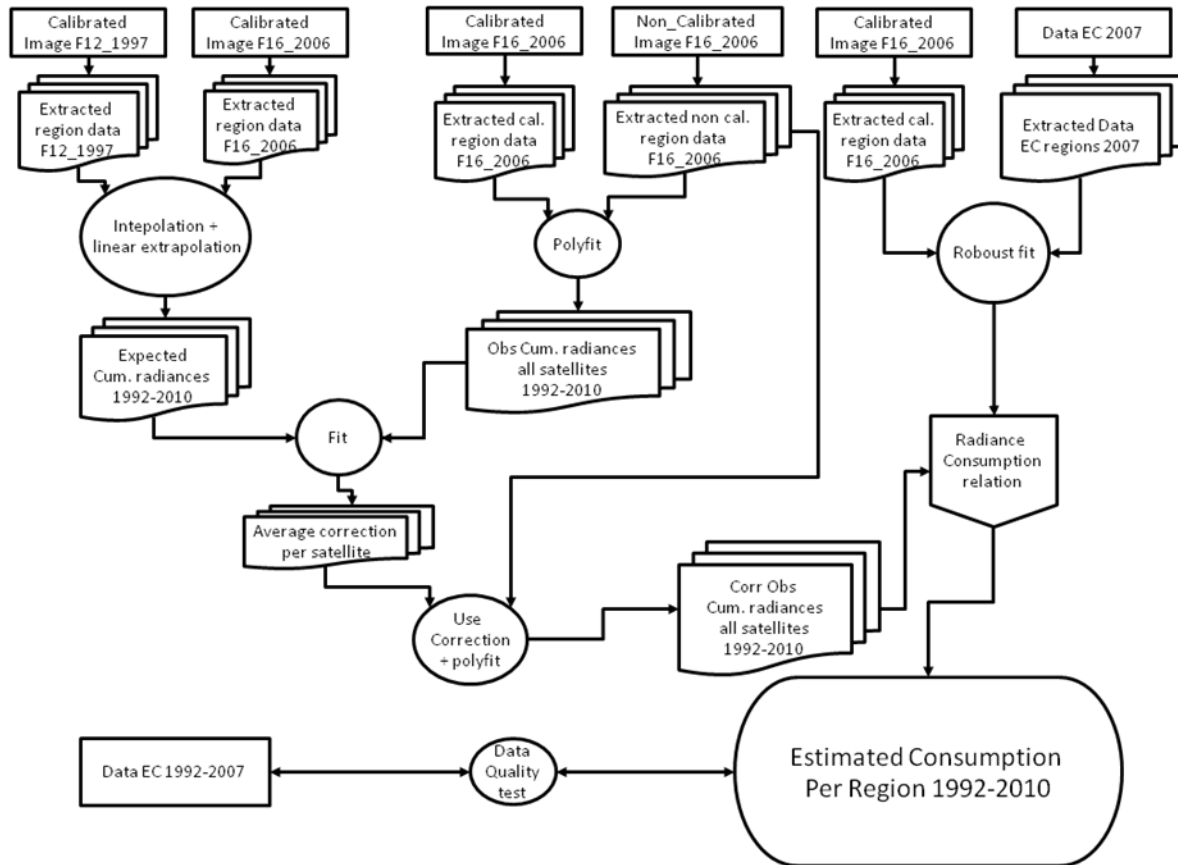 Calibrated
Image F12_1997
Calibrated
Image F16_2006
Calibrated
Image F16_2006
Non_Calibrated
Image F16_2006
Calibrated
Image F16_2006
Data EC 2007
Extracted
region data
F12_1997
Extracted
region data
F16_2006
Extracted cal.
region data
F16_2006
Extracted non cal.
region data
F16_2006
Extracted cal.
region data
F16_2006
Extracted Data
EC regions 2007
Intepolation +
linear extrapolation
Polyfit
Roboust fit
Expected
Cum. radiances
1992-2010
Obs Cum. radiances
all satellites
1992-2010
Fit
Radiance
Consumption
relation
Average correction
per satellite
Use
Correction
+ polyfit
Corr Obs
Cum. radiances
all satellites
1992-2010
Data EC 1992-2007
Data
Quality
test
Estimated Consumption
Per Region 1992-2010